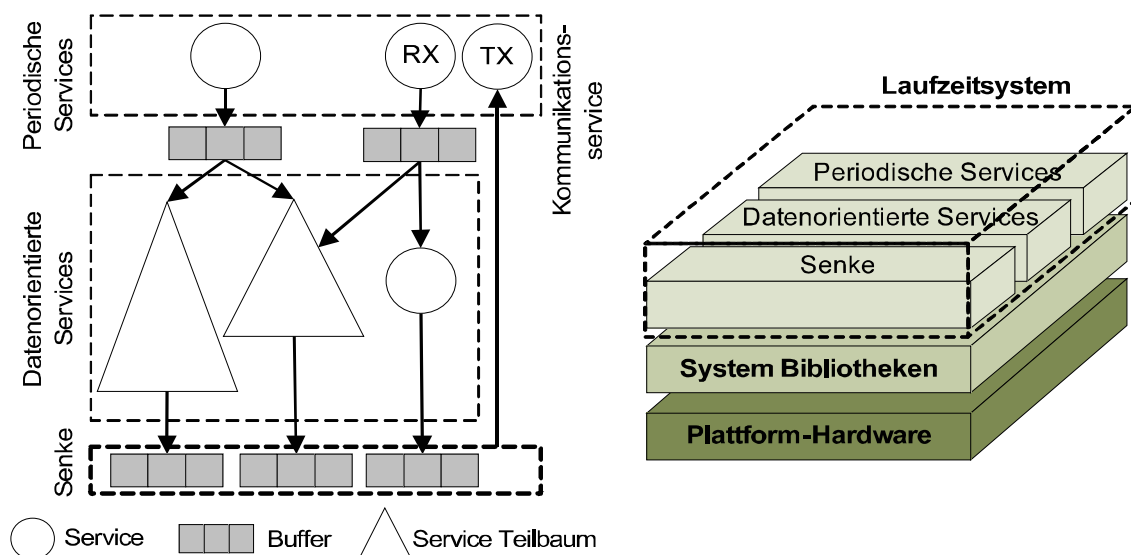 Periodische
Services
RX
TX
Kommunikations-
service
Datenorientierte
Services
Senke
Service
Buffer
Service Teilbaum
Laufzeitsystem
Periodische Services
Datenorientierte Services
Senke
System Bibliotheken
Plattform-Hardware